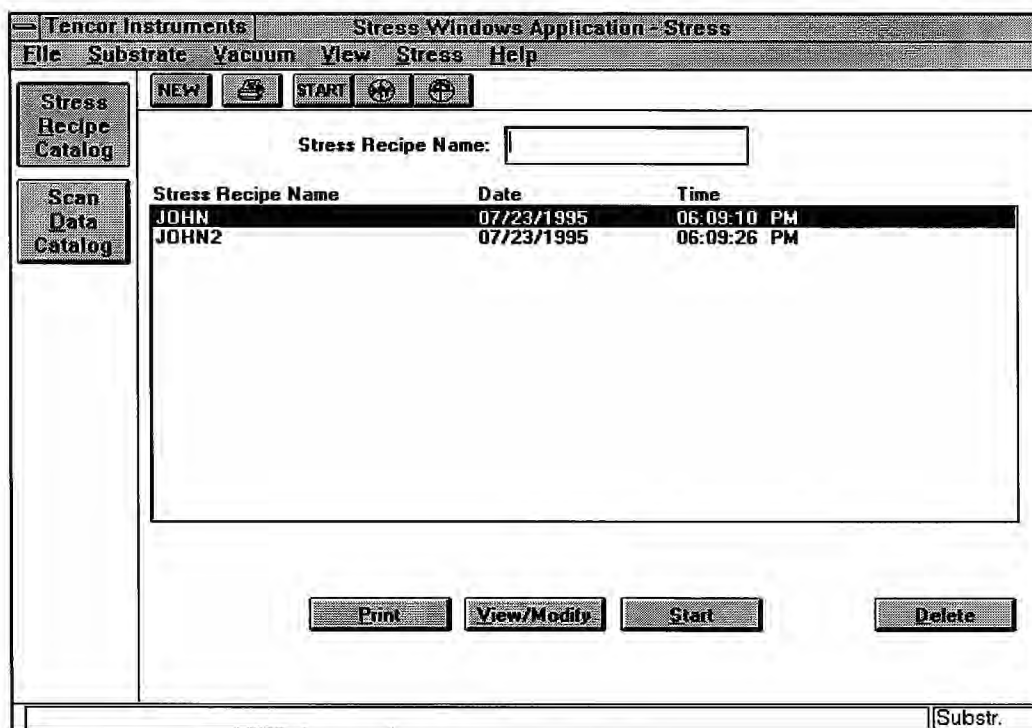 Tencor Instruments Stress Windows Application - Stress
File Substrate Vacuum View Stress Help
NEW START
Stress
Recipe
Catalog
Scan
Data
Catalog
Stress Recipe Name:
Stress Recipe Name Date Time
JOHN 07/23/1995 06:09:10 PM
JOHN2 07/23/1995 06:09:26 PM
Print View/Modify Start Delete
Substr.